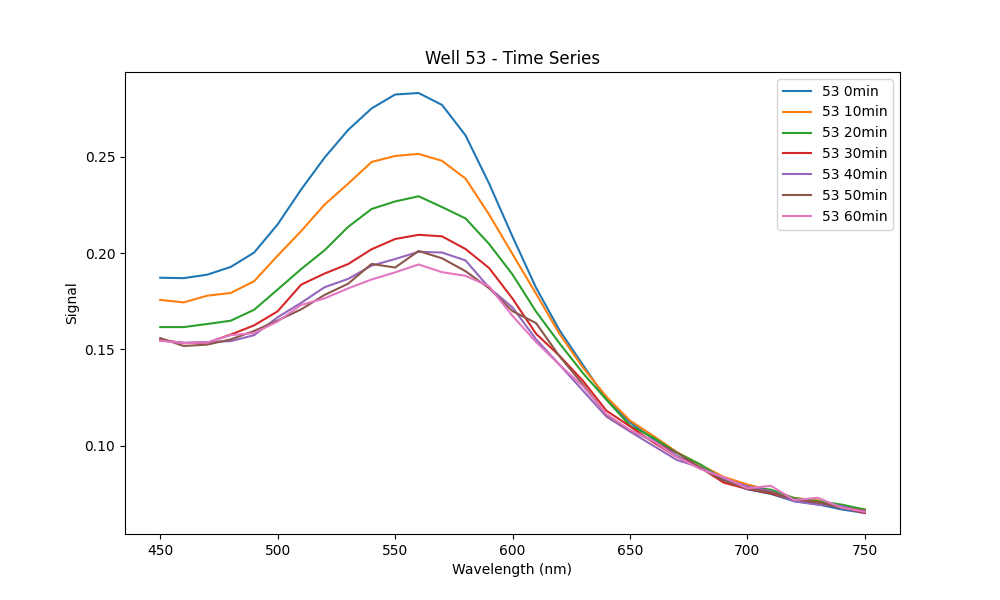 Well 53 - Time Series
53 0min
53 10min
53 20min
53 30min
53 40min
53 50min
53 60min
Signal
0.25
0.20
0.15
0.10
450 500 550 600 650 700 750
Wavelength (nm)